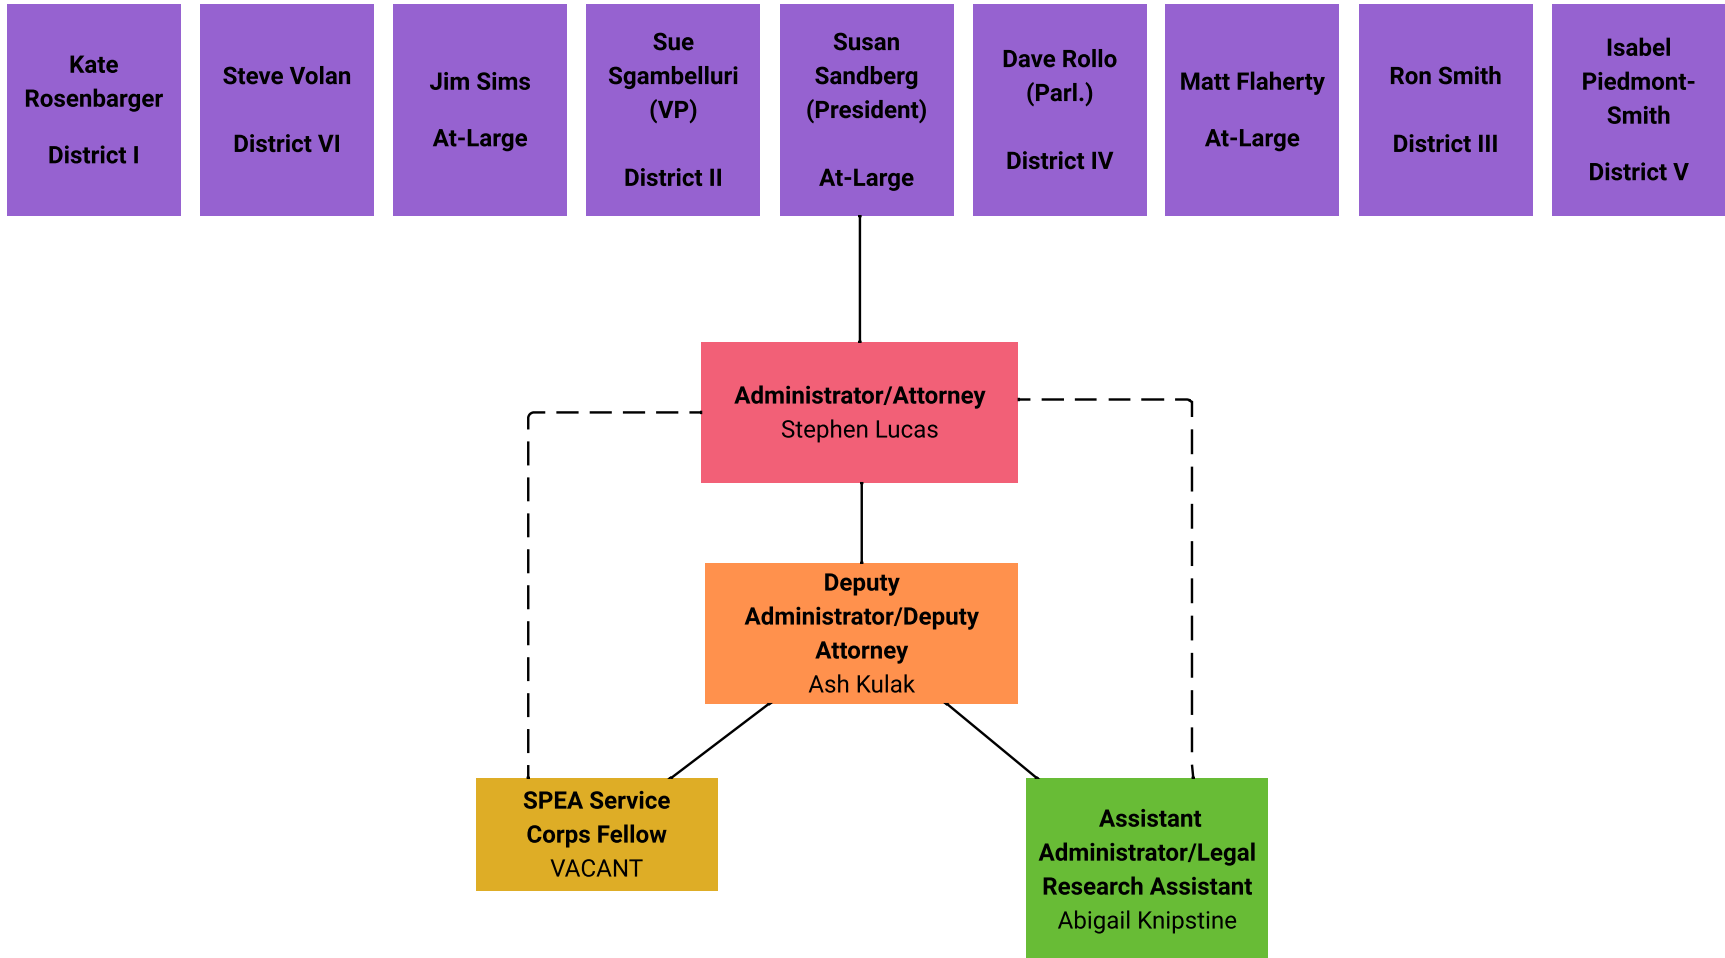 Kate
Rosenbarger
District I
Steve Volan
District VI
Jim Sims
At-Large
Sue
Sgambelluri
(VP)
District II
Susan
Sandberg
(President)
At-Large
Dave Rollo
(Parl.)
District IV
Matt Flaherty
At-Large
Ron Smith
District III
Isabel
Piedmont-
Smith
District V
Administrator/Attorney
Stephen Lucas
Deputy
Administrator/Deputy
Attorney
Ash Kulak
SPEA Service
Corps Fellow
VACANT
Assistant
Administrator/Legal
Research Assistant
Abigail Knipstine